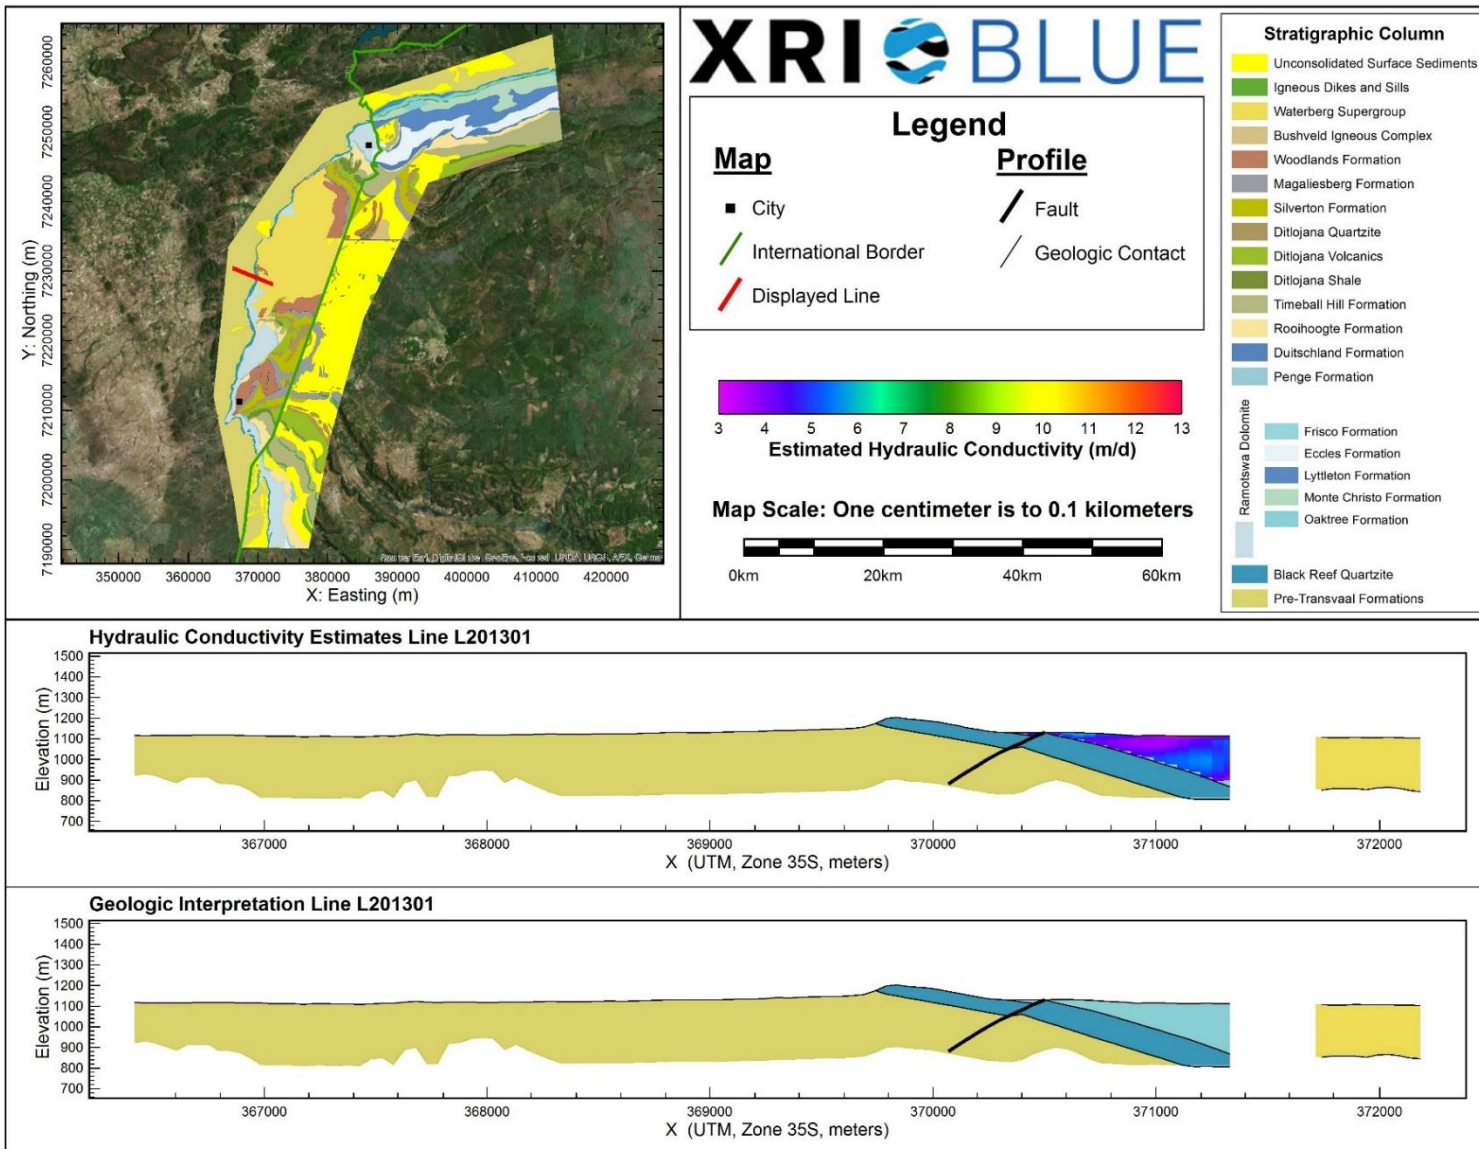 7260000
7250000
7240000
7230000
7220000
7210000
7200000
7190000
Y: Northing (m)
350000 360000 370000 380000 390000 400000 410000 420000
X: Easting (m)
XRI BLUE
Legend
Map
City
International Border
Displayed Line
Profile
Fault
Geologic Contact
3 4 5 6 7 8 9 10 11 12 13
Estimated Hydraulic Conductivity (m/d)
Map Scale: One centimeter is to 0.1 kilometers
0km 20km 40km 60km
Stratigraphic Column
Unconsolidated Surface Sediments
Igneous Dikes and Sills
Waterberg Supergroup
Bushveld Igneous Complex
Woodlands Formation
Magaliesberg Formation
Silverton Formation
Ditlojana Quartzite
Ditlojana Volcanics
Ditlojana Shale
Timeball Hill Formation
Rooihoogte Formation
Duitschland Formation
Penge Formation
Ramotswa Dolomite
Frisco Formation
Eccles Formation
Lyttleton Formation
Monte Christo Formation
Oaktree Formation
Black Reef Quartzite
Pre-Transvaal Formations
Hydraulic Conductivity Estimates Line L201301
1500
1400
1300
1200
1100
1000
900
800
700
Elevation (m)
367000 368000 369000 370000 371000 372000
X (UTM, Zone 35S, meters)
Geologic Interpretation Line L201301
1500
1400
1300
1200
1100
1000
900
800
700
Elevation (m)
367000 368000 369000 370000 371000 372000
X (UTM, Zone 35S, meters)